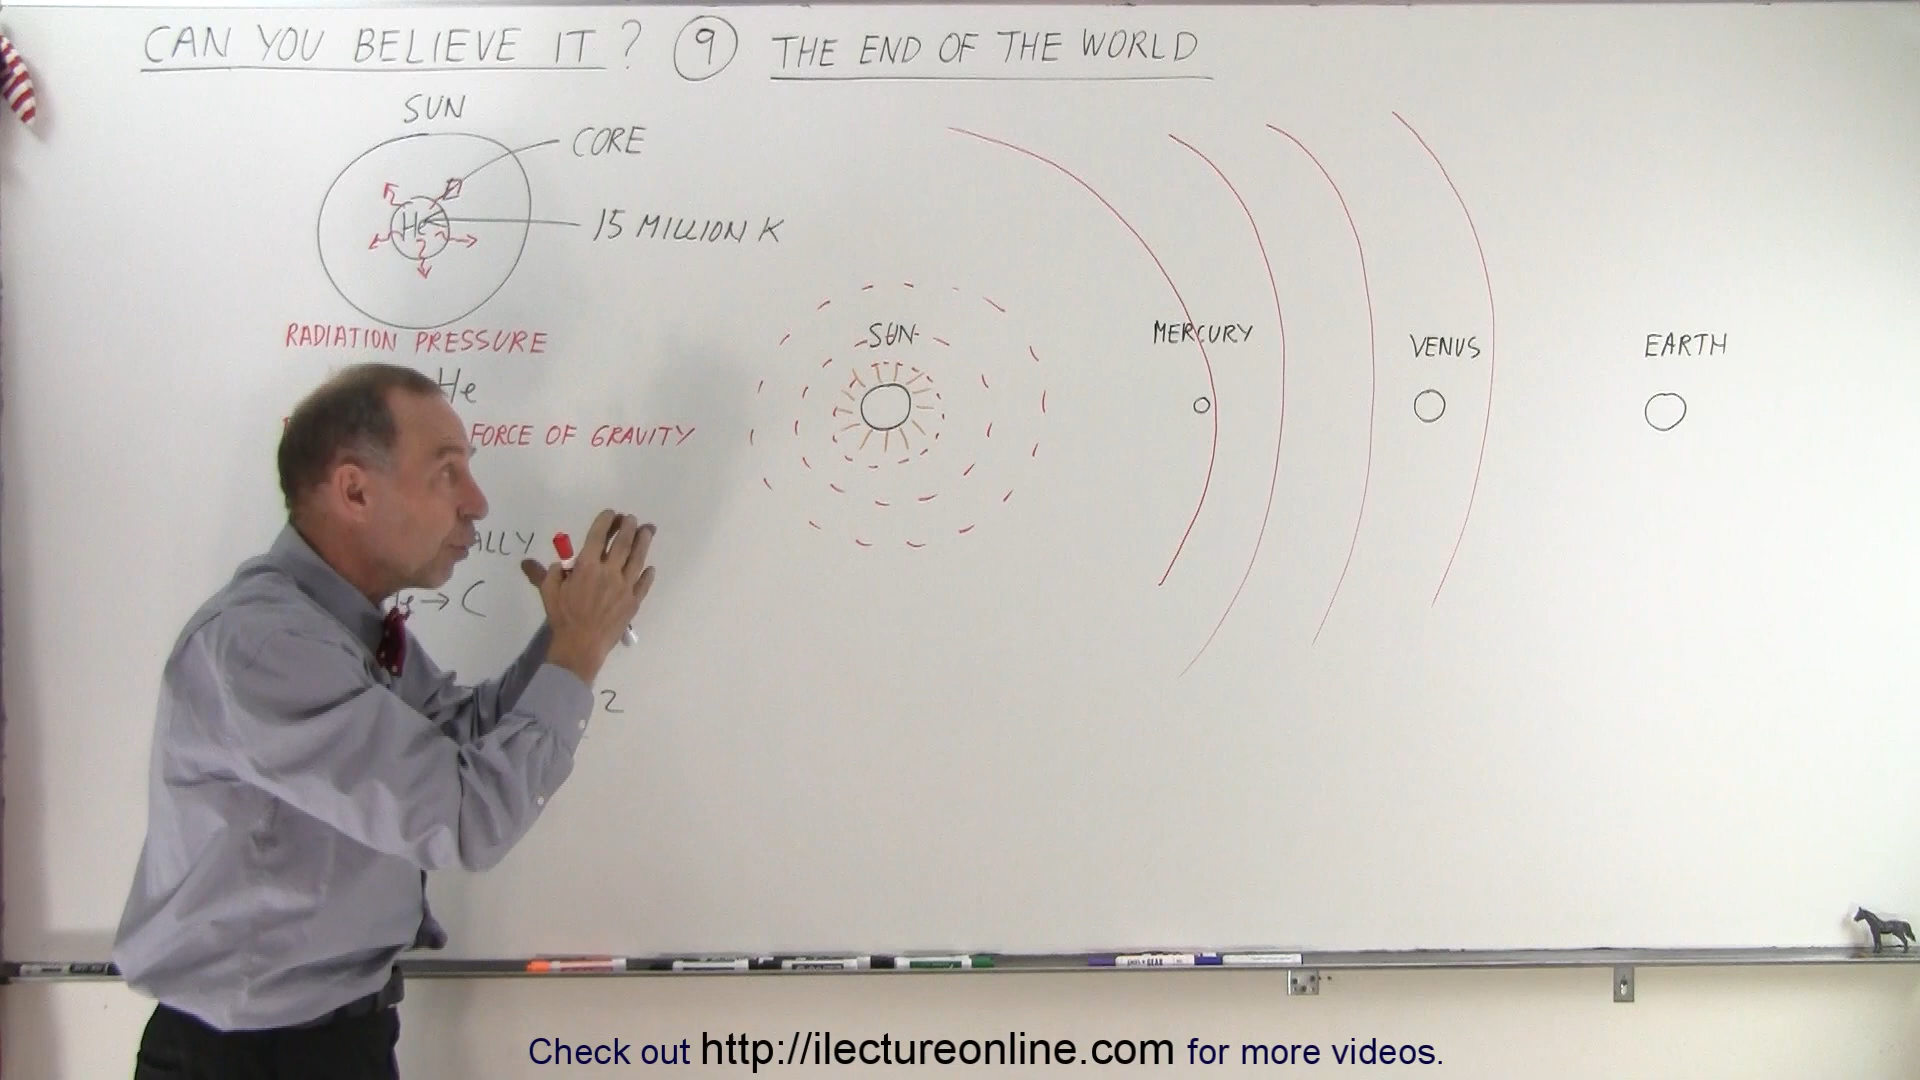 CAN YOU BELIEVE IT? 9 THE END OF THE WORLD
SUN
CORE
He
15 MILLION K
RADIATION PRESSURE
He
FORCE OF GRAVITY
ALLY
→ C
2
SUN
MERCURY
VENUS
EARTH
Check out http://ilectureonline.com for more videos.